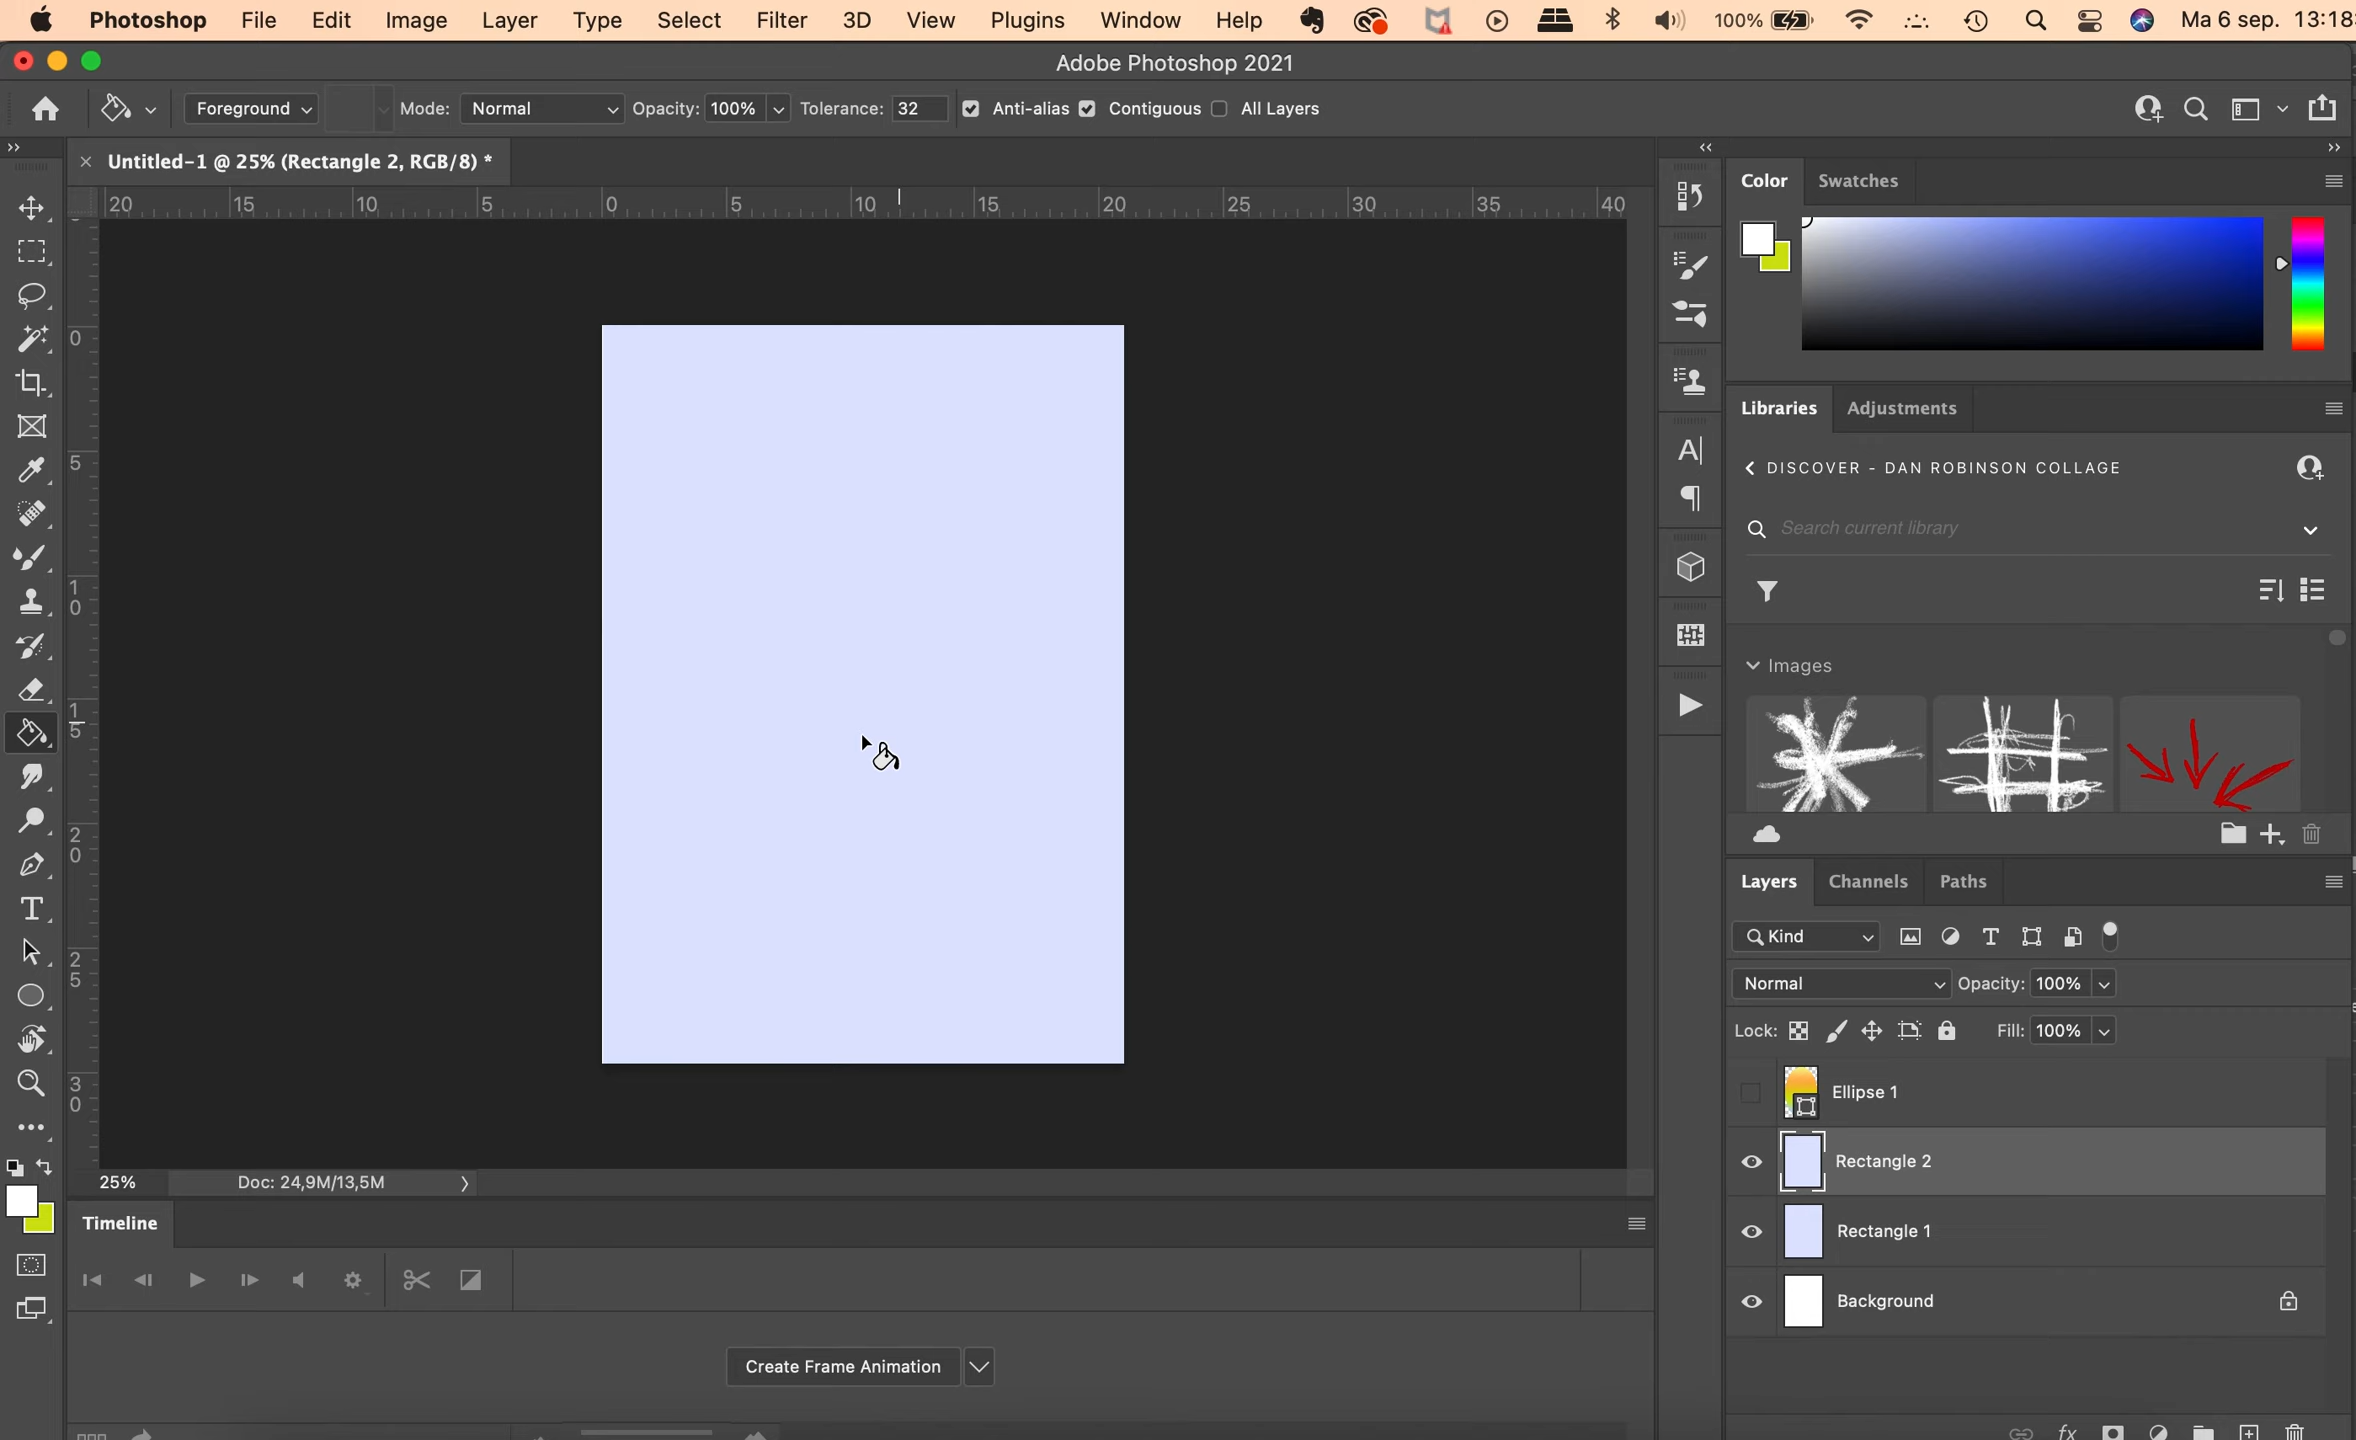 Photoshop File Edit Image Layer Type Select Filter 3D View Plugins Window Help 100% Ma 6 sep. 13:18
Adobe Photoshop 2021
Foreground Mode: Normal Opacity: 100% Tolerance: 32 Anti-alias Contiguous All Layers
Untitled-1 @ 25% (Rectangle 2, RGB/8) *
20 15 10 5 0 5 10 15 20 25 30 35 40
0
5
1
0
1
5
2
0
2
5
3
0
Color Swatches
Libraries Adjustments
DISCOVER - DAN ROBINSON COLLAGE
Search current library
Images
Layers Channels Paths
Kind
Normal Opacity: 100%
Lock: Fill: 100%
Ellipse 1
Rectangle 2
Rectangle 1
Background
fx
25% Doc: 24,9M/13,5M
Timeline
Create Frame Animation